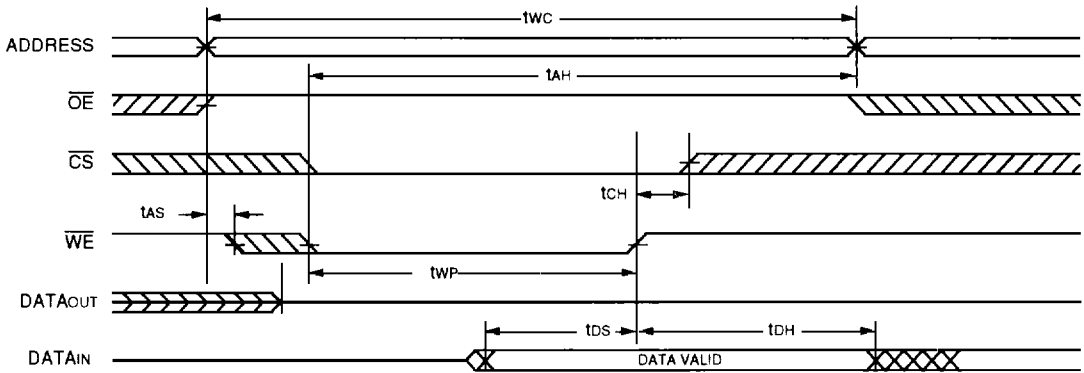 tWC
ADDRESS
tAH
OE
CS
tCH
tAS
WE
tWP
DATAOUT
tDS
tDH
DATAIN
DATA VALID